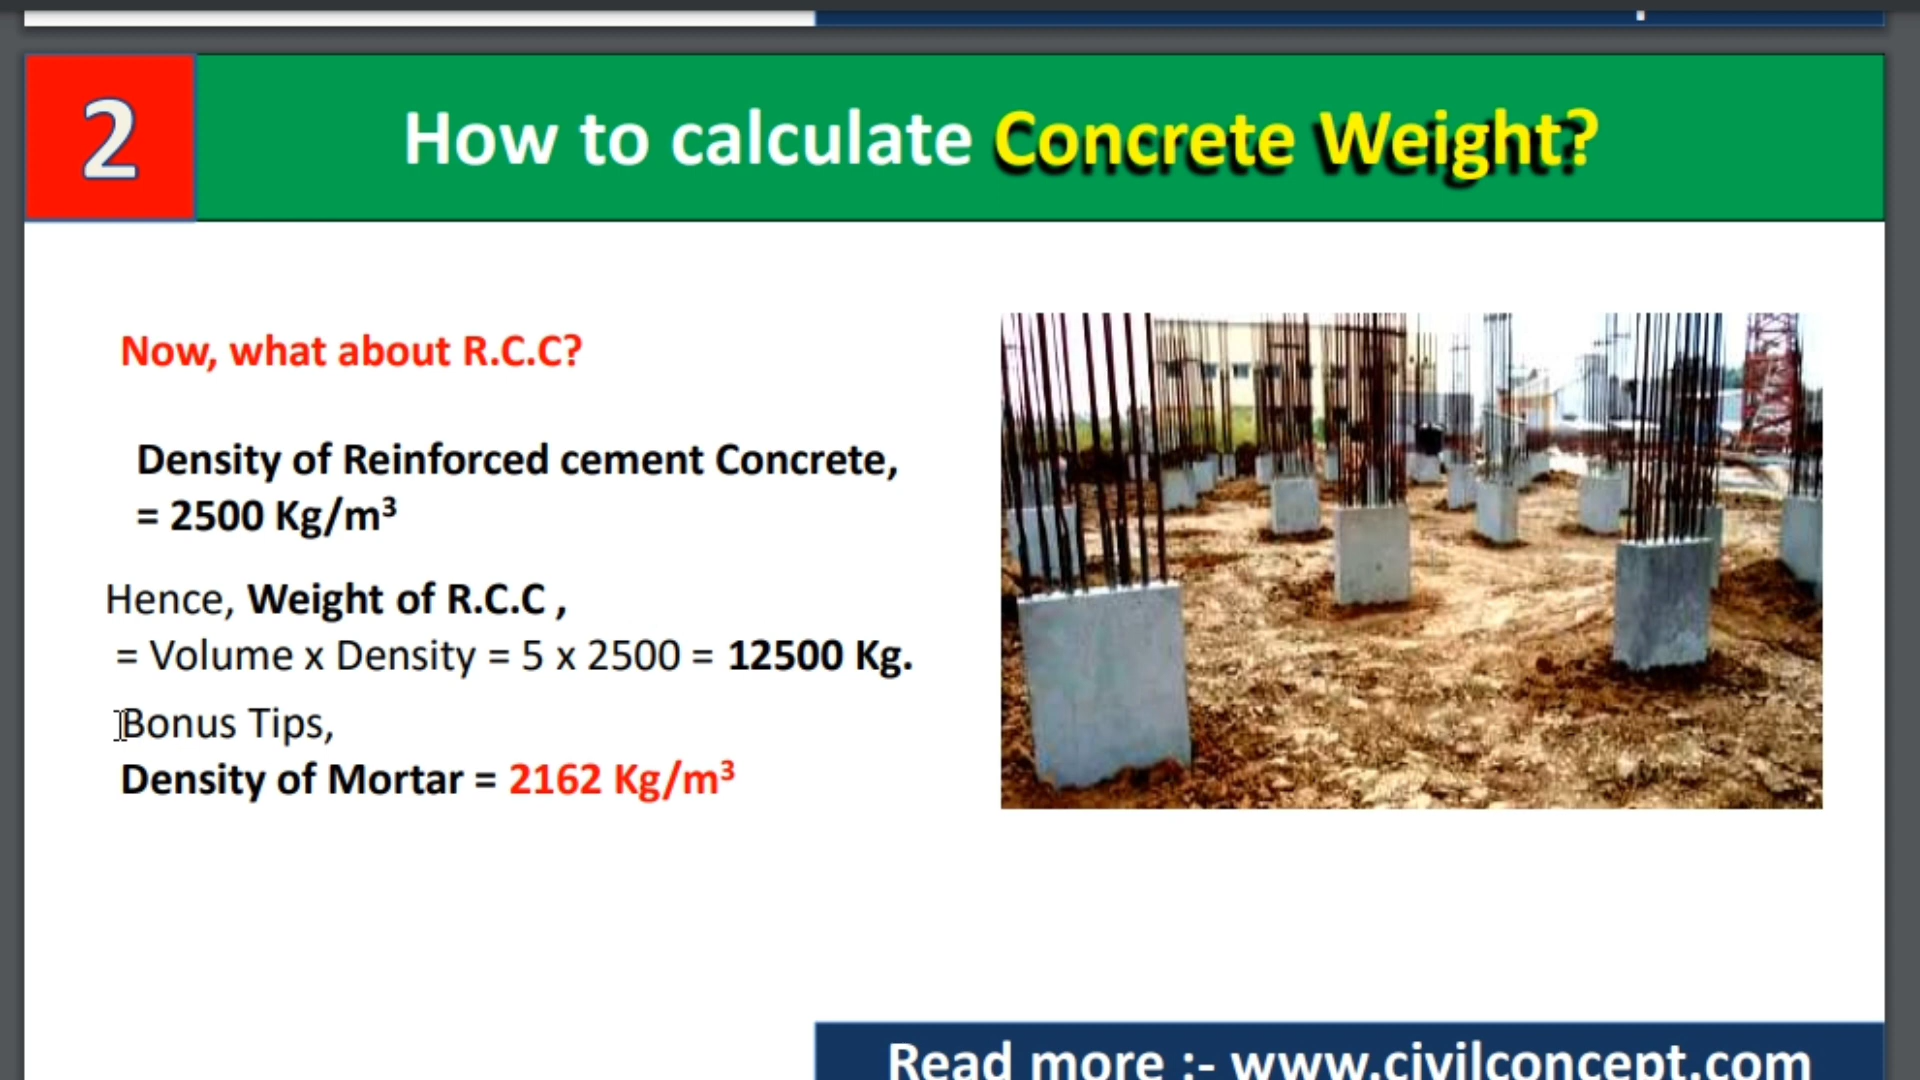 2
How to calculate Concrete Weight?
Now, what about R.C.C?
Density of Reinforced cement Concrete,
= 2500 Kg/m³
Hence, Weight of R.C.C ,
= Volume x Density = 5 x 2500 = 12500 Kg.
Bonus Tips,
Density of Mortar = 2162 Kg/m³
Read more :- www.civilconcept.com